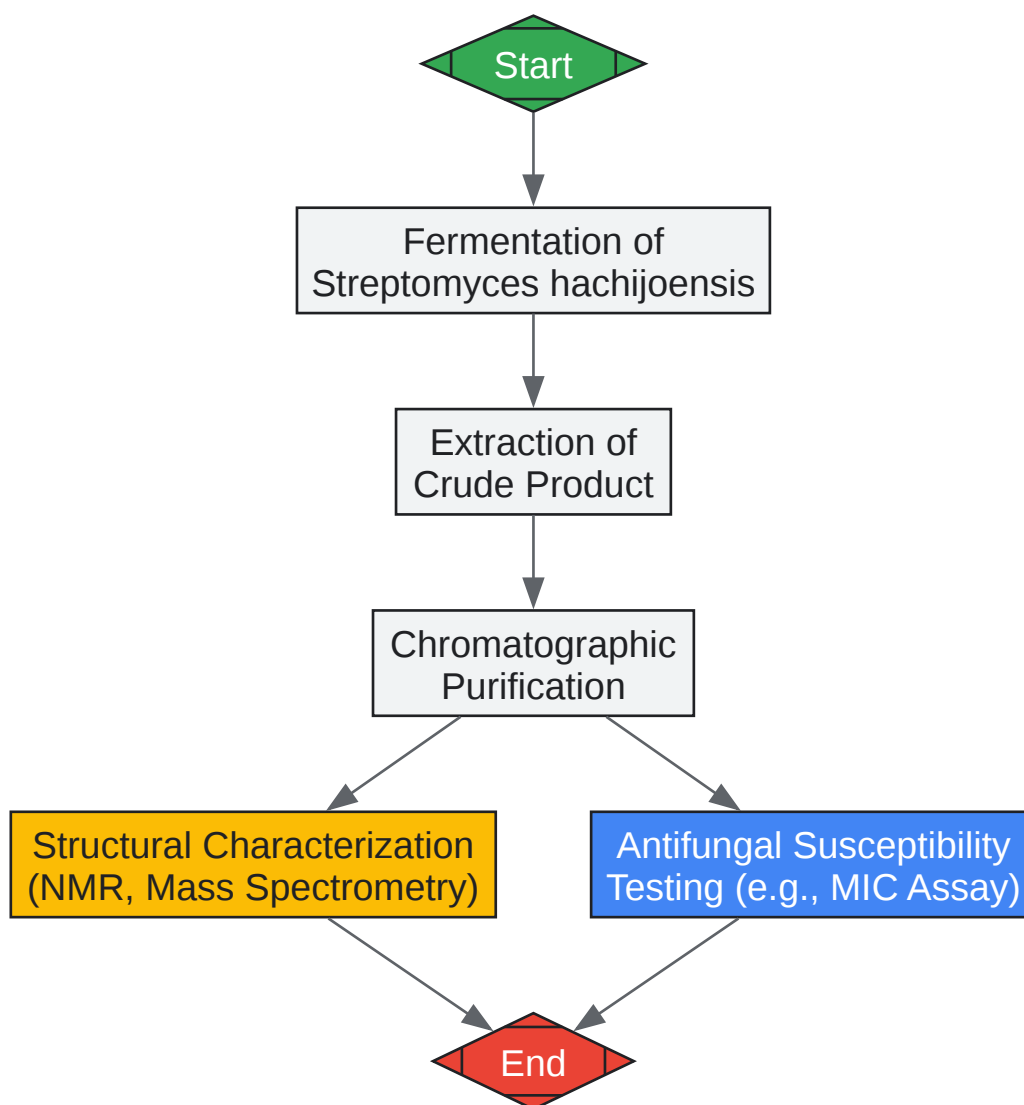 Start
Fermentation of
Streptomyces hachijoensis
Extraction of
Crude Product
Chromatographic
Purification
Structural Characterization
(NMR, Mass Spectrometry)
Antifungal Susceptibility
Testing (e.g., MIC Assay)
End